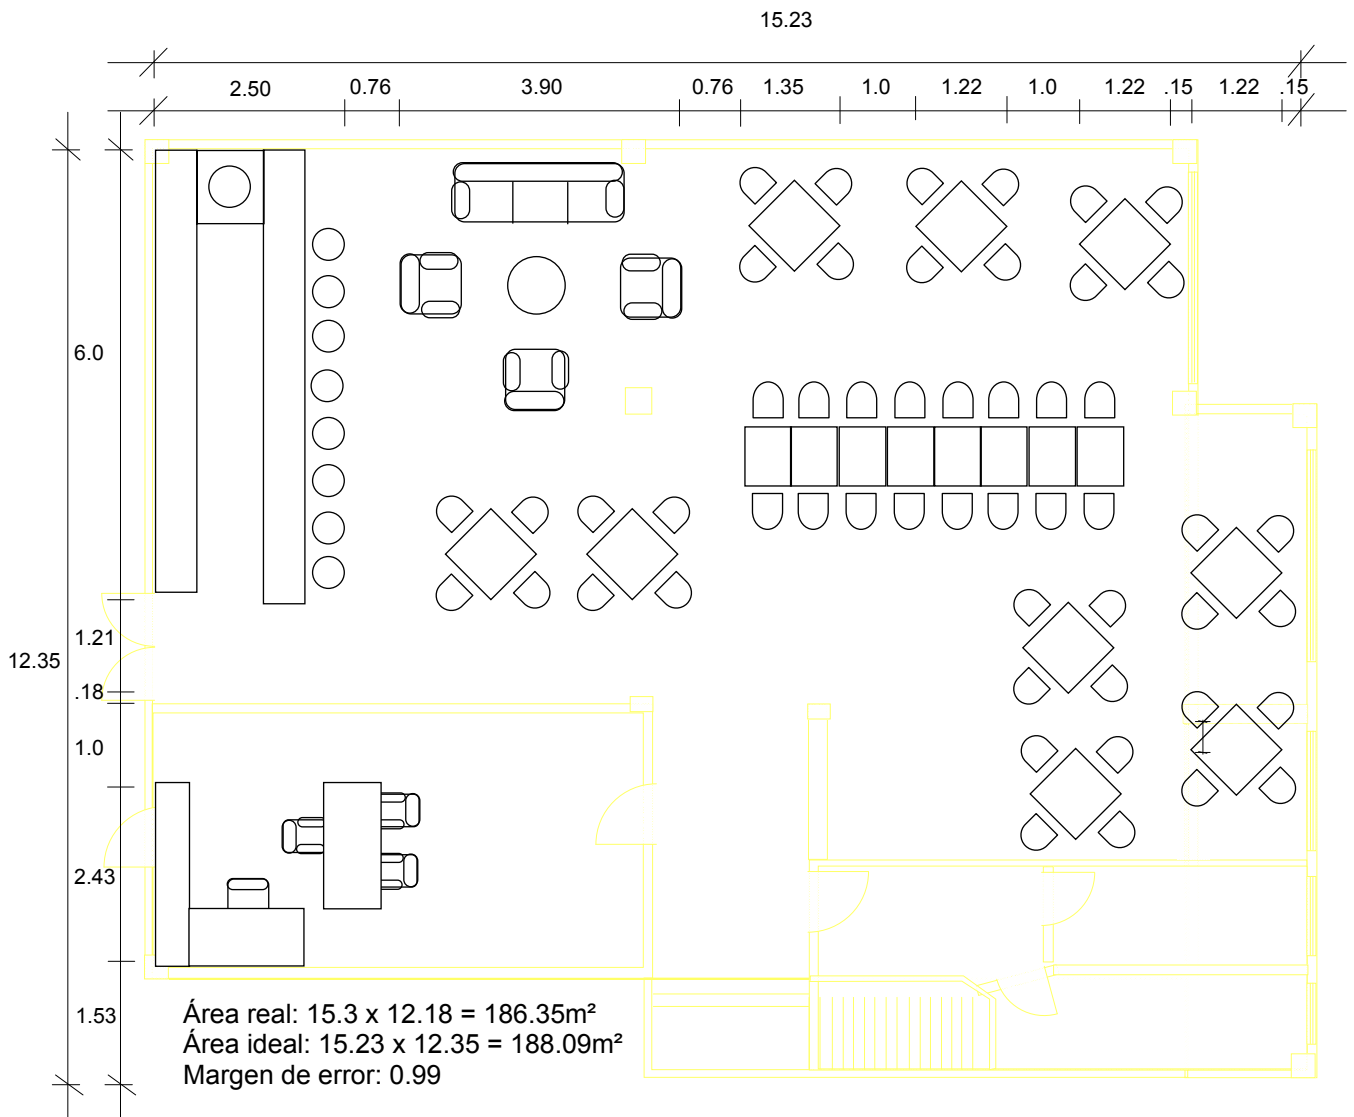 15.23
2.50 0.76 3.90 0.76 1.35 1.0 1.22 1.0 1.22 .15 1.22 .15
6.0
1.21
12.35
.18
1.0
2.43
1.53
Área real: 15.3 x 12.18 = 186.35m²
Área ideal: 15.23 x 12.35 = 188.09m²
Margen de error: 0.99